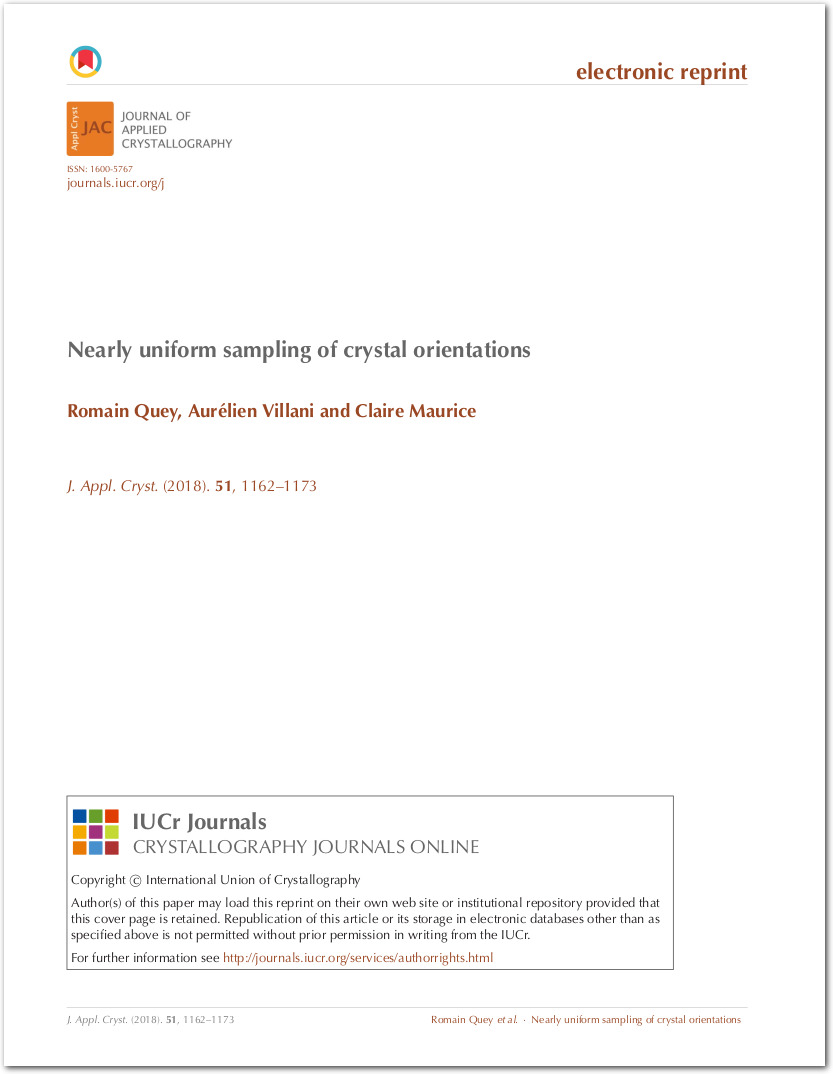 electronic reprint
Appl Cryst
JAC
JOURNAL OF
APPLIED
CRYSTALLOGRAPHY
ISSN: 1600-5767
journals.iucr.org/j
Nearly uniform sampling of crystal orientations
Romain Quey, Aurélien Villani and Claire Maurice
J. Appl. Cryst. (2018). 51, 1162–1173
IUCr Journals
CRYSTALLOGRAPHY JOURNALS ONLINE
Copyright © International Union of Crystallography
Author(s) of this paper may load this reprint on their own web site or institutional repository provided that
this cover page is retained. Republication of this article or its storage in electronic databases other than as
specified above is not permitted without prior permission in writing from the IUCr.
For further information see http://journals.iucr.org/services/authorrights.html
J. Appl. Cryst. (2018). 51, 1162–1173
Romain Quey et al. · Nearly uniform sampling of crystal orientations